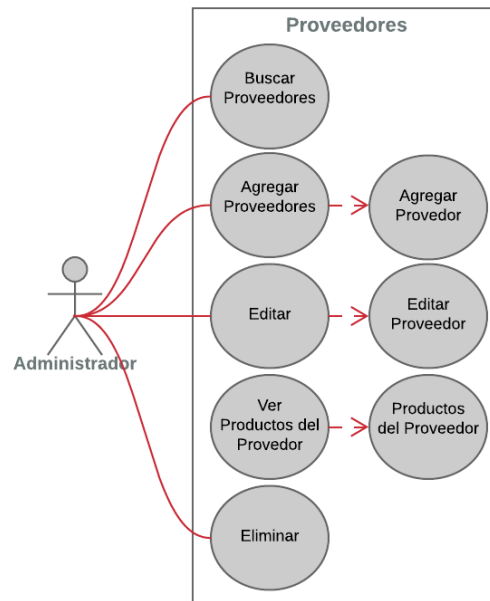 Proveedores
Buscar
Proveedores
Agregar
Proveedores
Agregar
Provedor
Editar
Editar
Proveedor
Administrador
Ver
Productos del
Provedor
Productos
del Proveedor
Eliminar